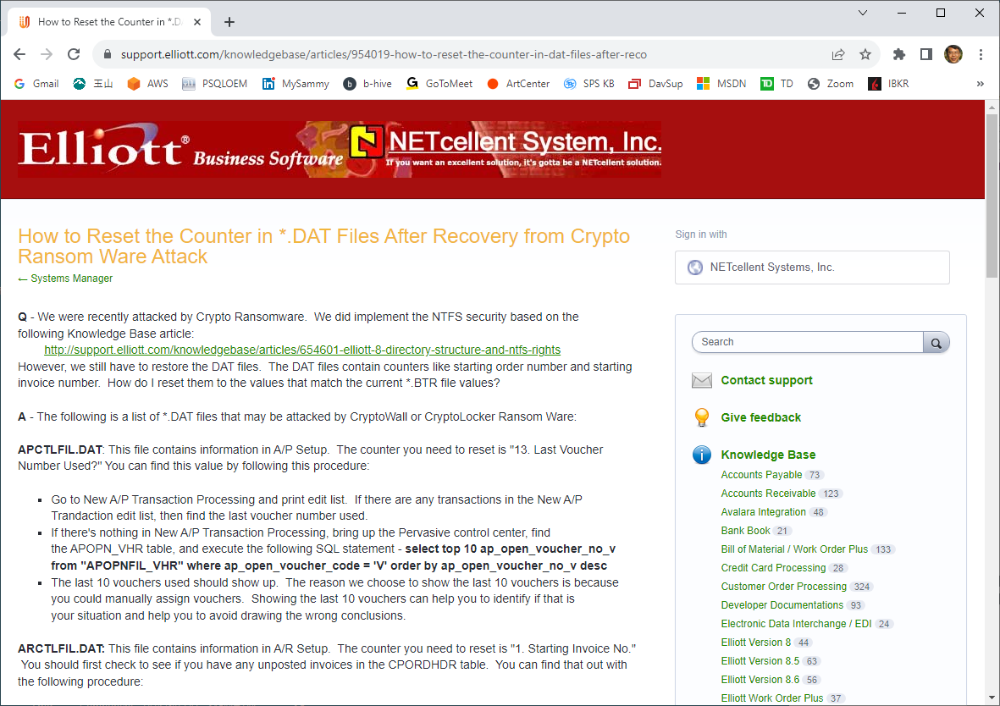 How to Reset the Counter in *.D
support.elliott.com/knowledgebase/articles/954019-how-to-reset-the-counter-in-dat-files-after-reco
Gmail 玉山 AWS PSQLOEM MySammy b-hive GoToMeet ArtCenter SPS KB DavSup MSDN TD Zoom IBKR »
Elliott® Business Software NETcellent System, Inc.
If you want an excellent solution, it's gotta be a NETcellent solution.
How to Reset the Counter in *.DAT Files After Recovery from Crypto
Ransom Ware Attack
← Systems Manager
Q - We were recently attacked by Crypto Ransomware. We did implement the NTFS security based on the
following Knowledge Base article:
http://support.elliott.com/knowledgebase/articles/654601-elliott-8-directory-structure-and-ntfs-rights
However, we still have to restore the DAT files. The DAT files contain counters like starting order number and starting
invoice number. How do I reset them to the values that match the current *.BTR file values?
A - The following is a list of *.DAT files that may be attacked by CryptoWall or CryptoLocker Ransom Ware:
APCTLFIL.DAT: This file contains information in A/P Setup. The counter you need to reset is "13. Last Voucher
Number Used?" You can find this value by following this procedure:
Go to New A/P Transaction Processing and print edit list. If there are any transactions in the New A/P
Trandaction edit list, then find the last voucher number used.
If there's nothing in New A/P Transaction Processing, bring up the Pervasive control center, find
the APOPN_VHR table, and execute the following SQL statement - select top 10 ap_open_voucher_no_v
from "APOPNFIL_VHR" where ap_open_voucher_code = 'V' order by ap_open_voucher_no_v desc
The last 10 vouchers used should show up. The reason we choose to show the last 10 vouchers is because
you could manually assign vouchers. Showing the last 10 vouchers can help you to identify if that is
your situation and help you to avoid drawing the wrong conclusions.
ARCTLFIL.DAT: This file contains information in A/R Setup. The counter you need to reset is "1. Starting Invoice No."
You should first check to see if you have any unposted invoices in the CPORDHDR table. You can find that out with
the following procedure:
Sign in with
NETcellent Systems, Inc.
Search
Contact support
Give feedback
Knowledge Base
Accounts Payable 73
Accounts Receivable 123
Avalara Integration 48
Bank Book 21
Bill of Material / Work Order Plus 133
Credit Card Processing 28
Customer Order Processing 324
Developer Documentations 93
Electronic Data Interchange / EDI 24
Elliott Version 8 44
Elliott Version 8.5 63
Elliott Version 8.6 56
Elliott Work Order Plus 37